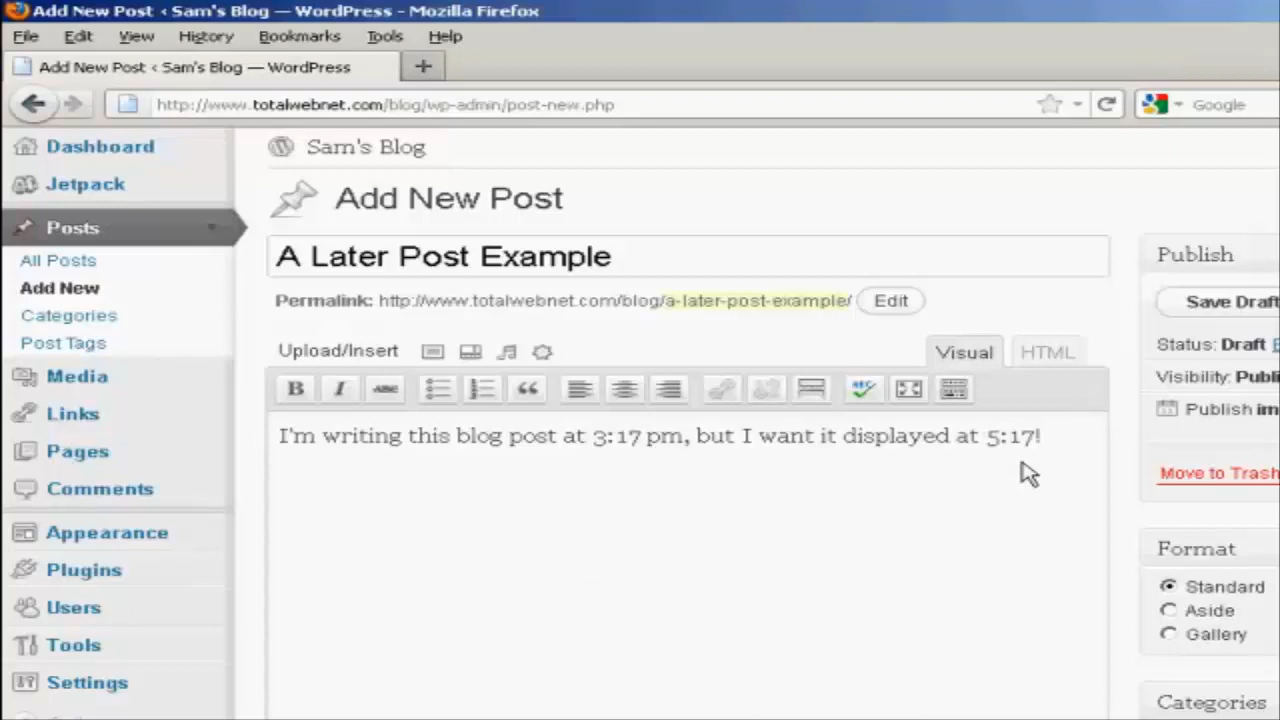 Add New Post ‹ Sam's Blog — WordPress - Mozilla Firefox
File Edit View History Bookmarks Tools Help
Add New Post ‹ Sam's Blog — WordPress
http://www.totalwebnet.com/blog/wp-admin/post-new.php Google
Dashboard
Jetpack
Posts
All Posts
Add New
Categories
Post Tags
Media
Links
Pages
Comments
Appearance
Plugins
Users
Tools
Settings
Sam's Blog
Add New Post
A Later Post Example
Permalink: http://www.totalwebnet.com/blog/a-later-post-example/ Edit
Upload/Insert Visual HTML
B I ABC ABC
I'm writing this blog post at 3:17 pm, but I want it displayed at 5:17!
Publish
Save Draft
Status: Draft E
Visibility: Publi
Publish im
Move to Trash
Format
Standard
Aside
Gallery
Categories